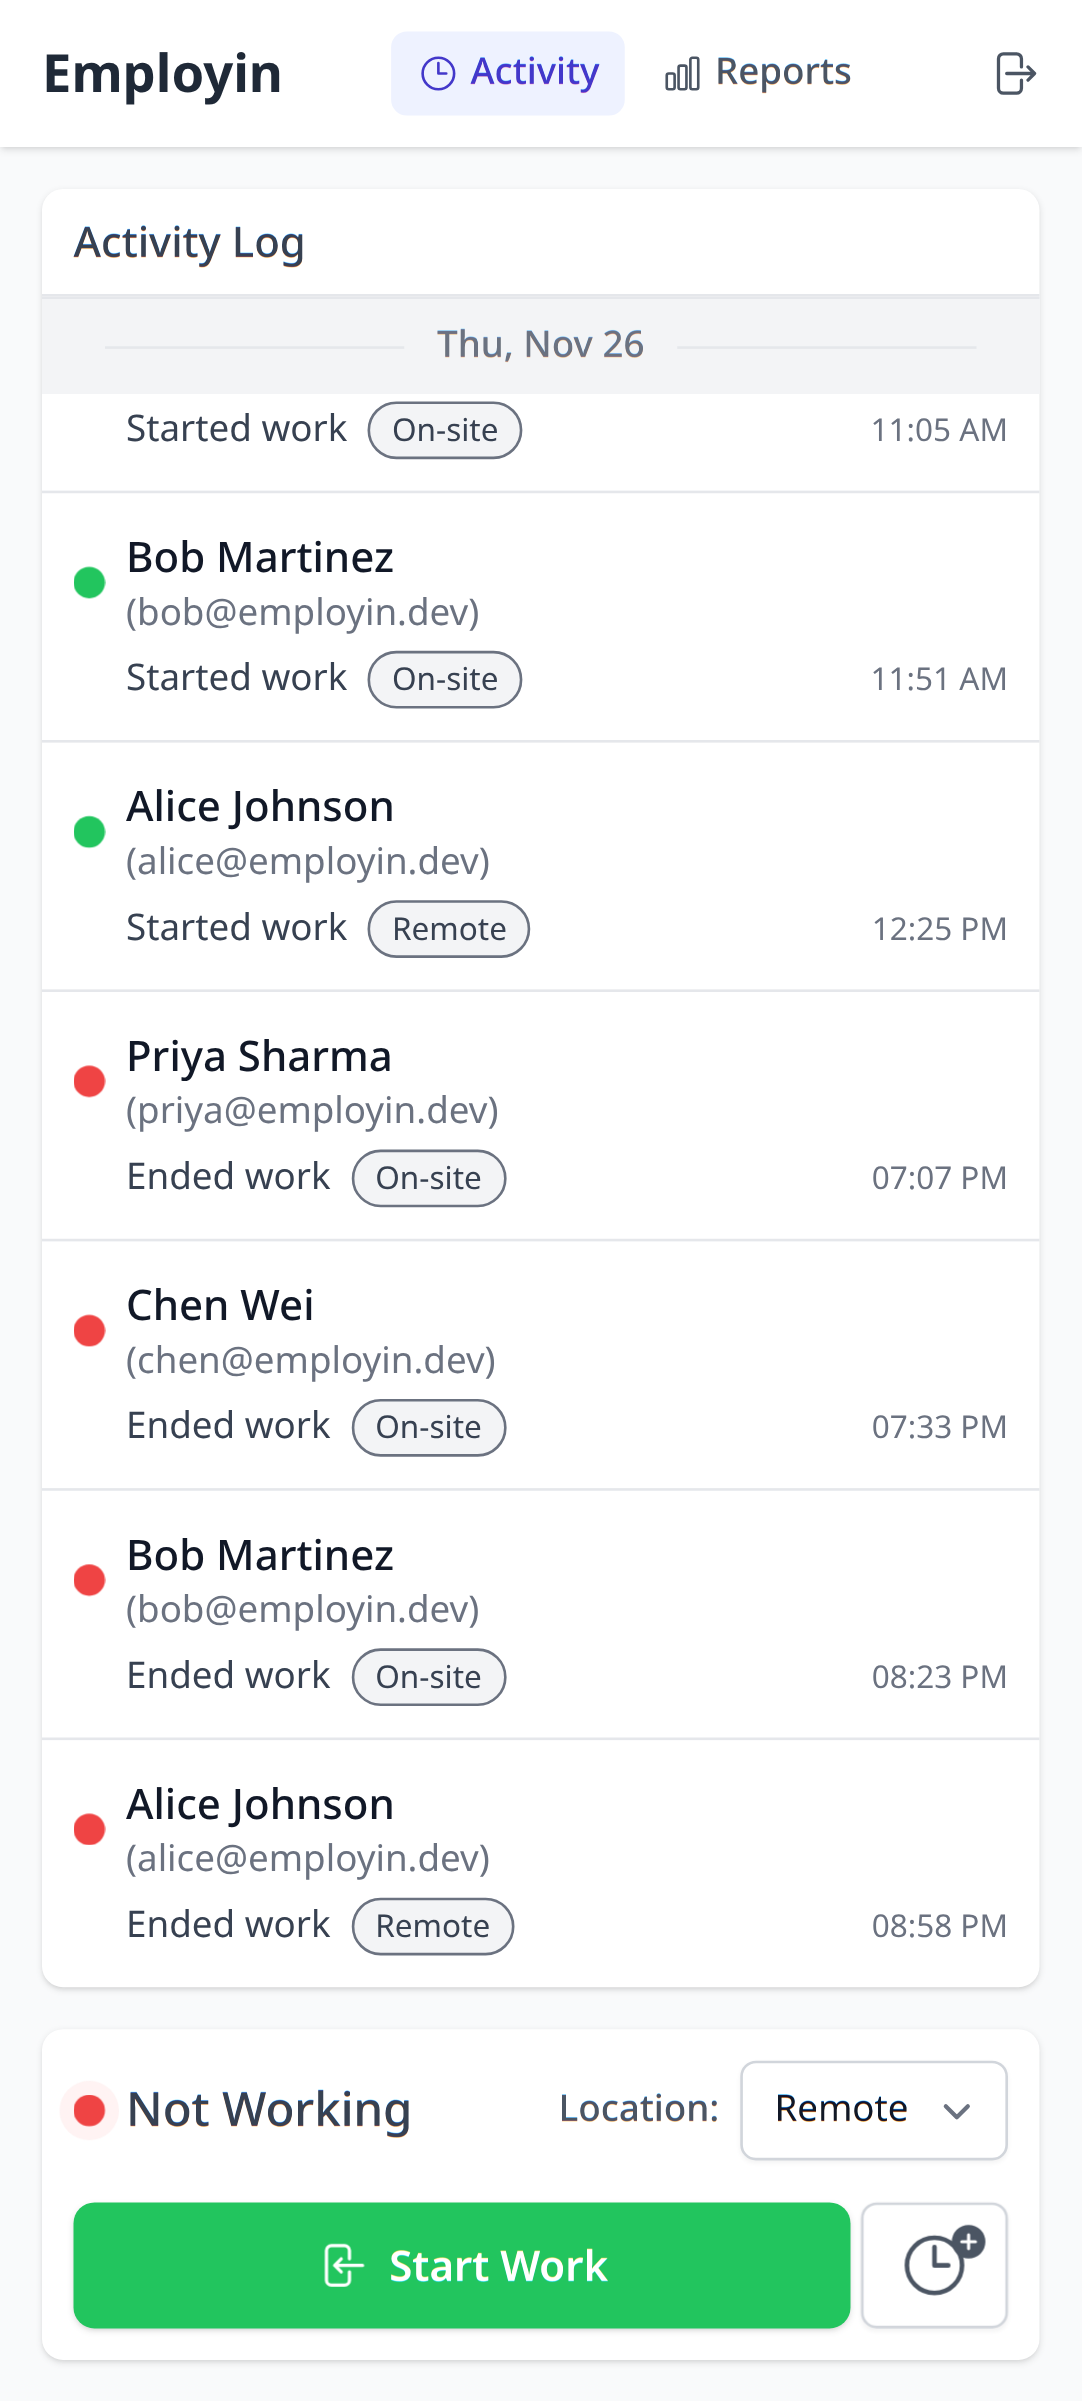 Employin
Activity
Reports
Activity Log
Thu, Nov 26
Started work On-site 11:05 AM
Bob Martinez
(bob@employin.dev)
Started work On-site 11:51 AM
Alice Johnson
(alice@employin.dev)
Started work Remote 12:25 PM
Priya Sharma
(priya@employin.dev)
Ended work On-site 07:07 PM
Chen Wei
(chen@employin.dev)
Ended work On-site 07:33 PM
Bob Martinez
(bob@employin.dev)
Ended work On-site 08:23 PM
Alice Johnson
(alice@employin.dev)
Ended work Remote 08:58 PM
Not Working
Location: Remote
Start Work